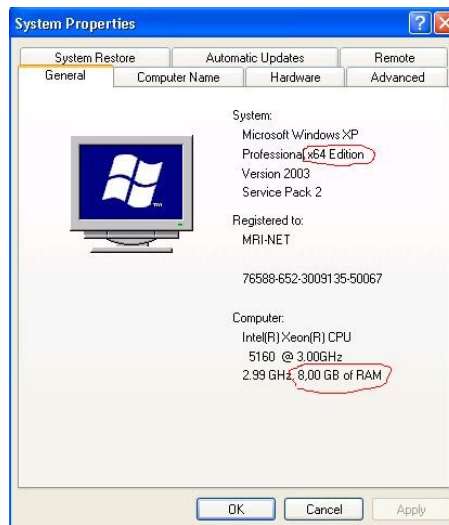 System Properties
System Restore
Automatic Updates
Remote
General
Computer Name
Hardware
Advanced
System:
Microsoft Windows XP
Professional x64 Edition
Version 2003
Service Pack 2
Registered to:
MRI-NET
76588-652-3009135-50067
Computer:
Intel(R) Xeon(R) CPU
5160 @ 3.00GHz
2.99 GHz, 8,00 GB of RAM
OK
Cancel
Apply